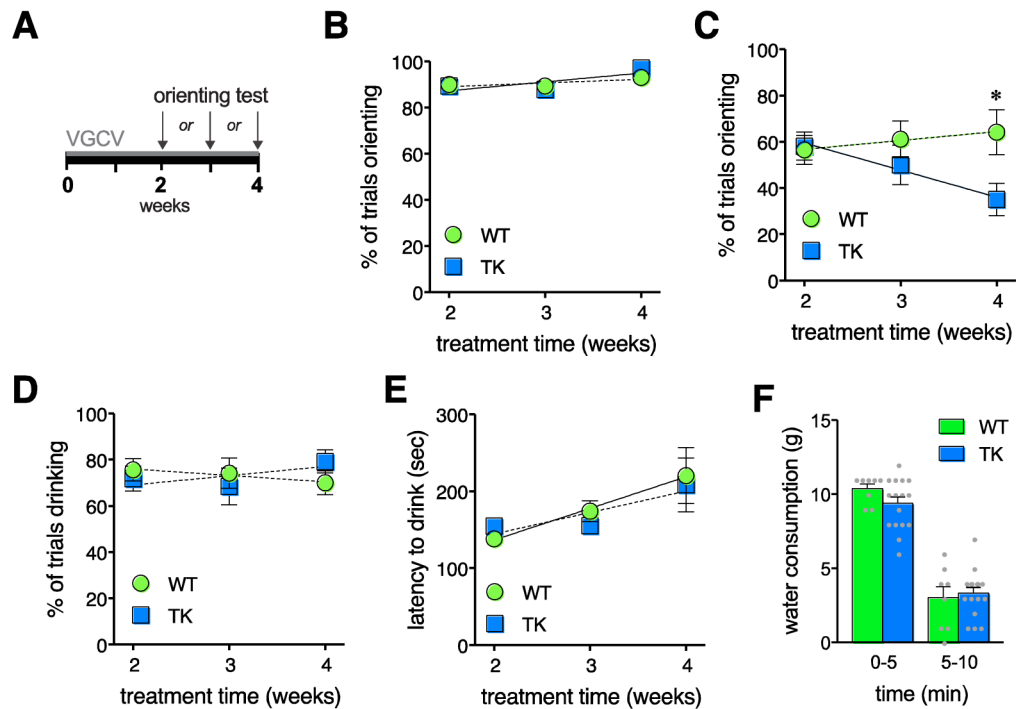 A
orienting test
or or
VGCV
0 2 4
weeks
B
% of trials orienting
100
80
60
40
20
0
WT
TK
2 3 4
treatment time (weeks)
C
% of trials orienting
100
80
60
40
20
0
*
WT
TK
2 3 4
treatment time (weeks)
D
% of trials drinking
100
80
60
40
20
0
WT
TK
2 3 4
treatment time (weeks)
E
latency to drink (sec)
300
200
100
0
WT
TK
2 3 4
treatment time (weeks)
F
water consumption (g)
15
10
5
0
WT
TK
0-5 5-10
time (min)